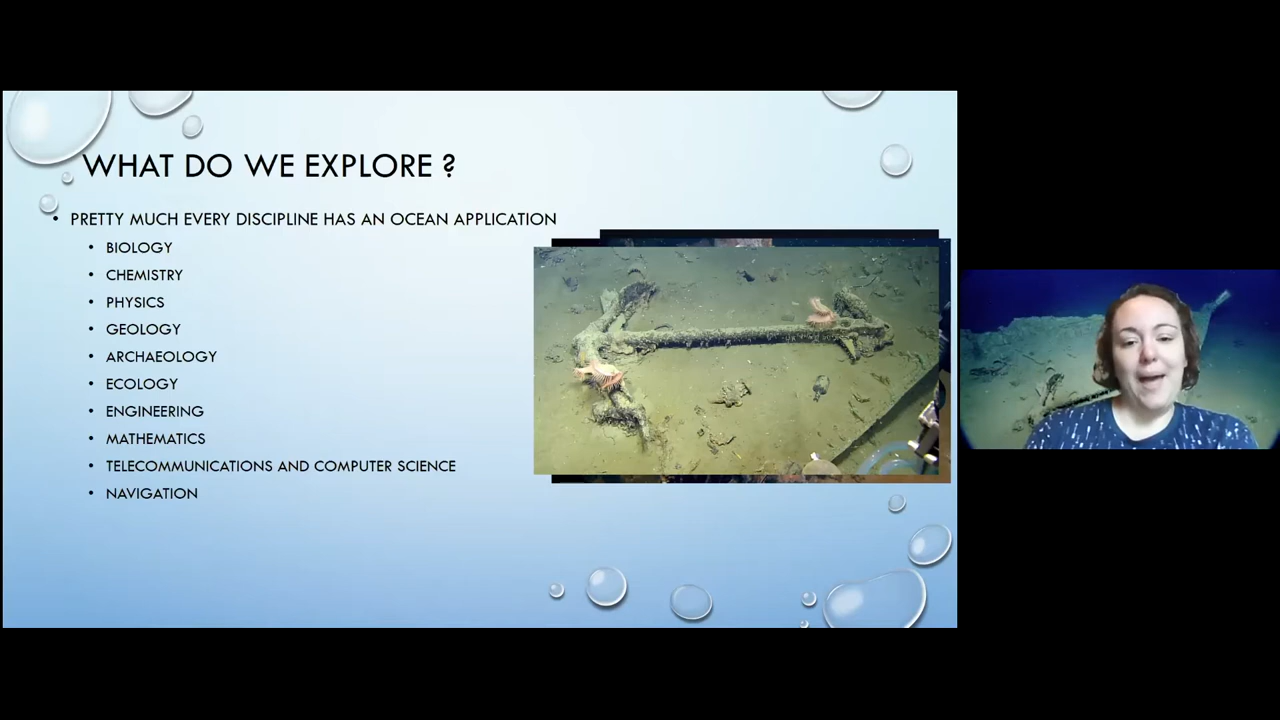 WHAT DO WE EXPLORE ?
• PRETTY MUCH EVERY DISCIPLINE HAS AN OCEAN APPLICATION
• BIOLOGY
• CHEMISTRY
• PHYSICS
• GEOLOGY
• ARCHAEOLOGY
• ECOLOGY
• ENGINEERING
• MATHEMATICS
• TELECOMMUNICATIONS AND COMPUTER SCIENCE
• NAVIGATION